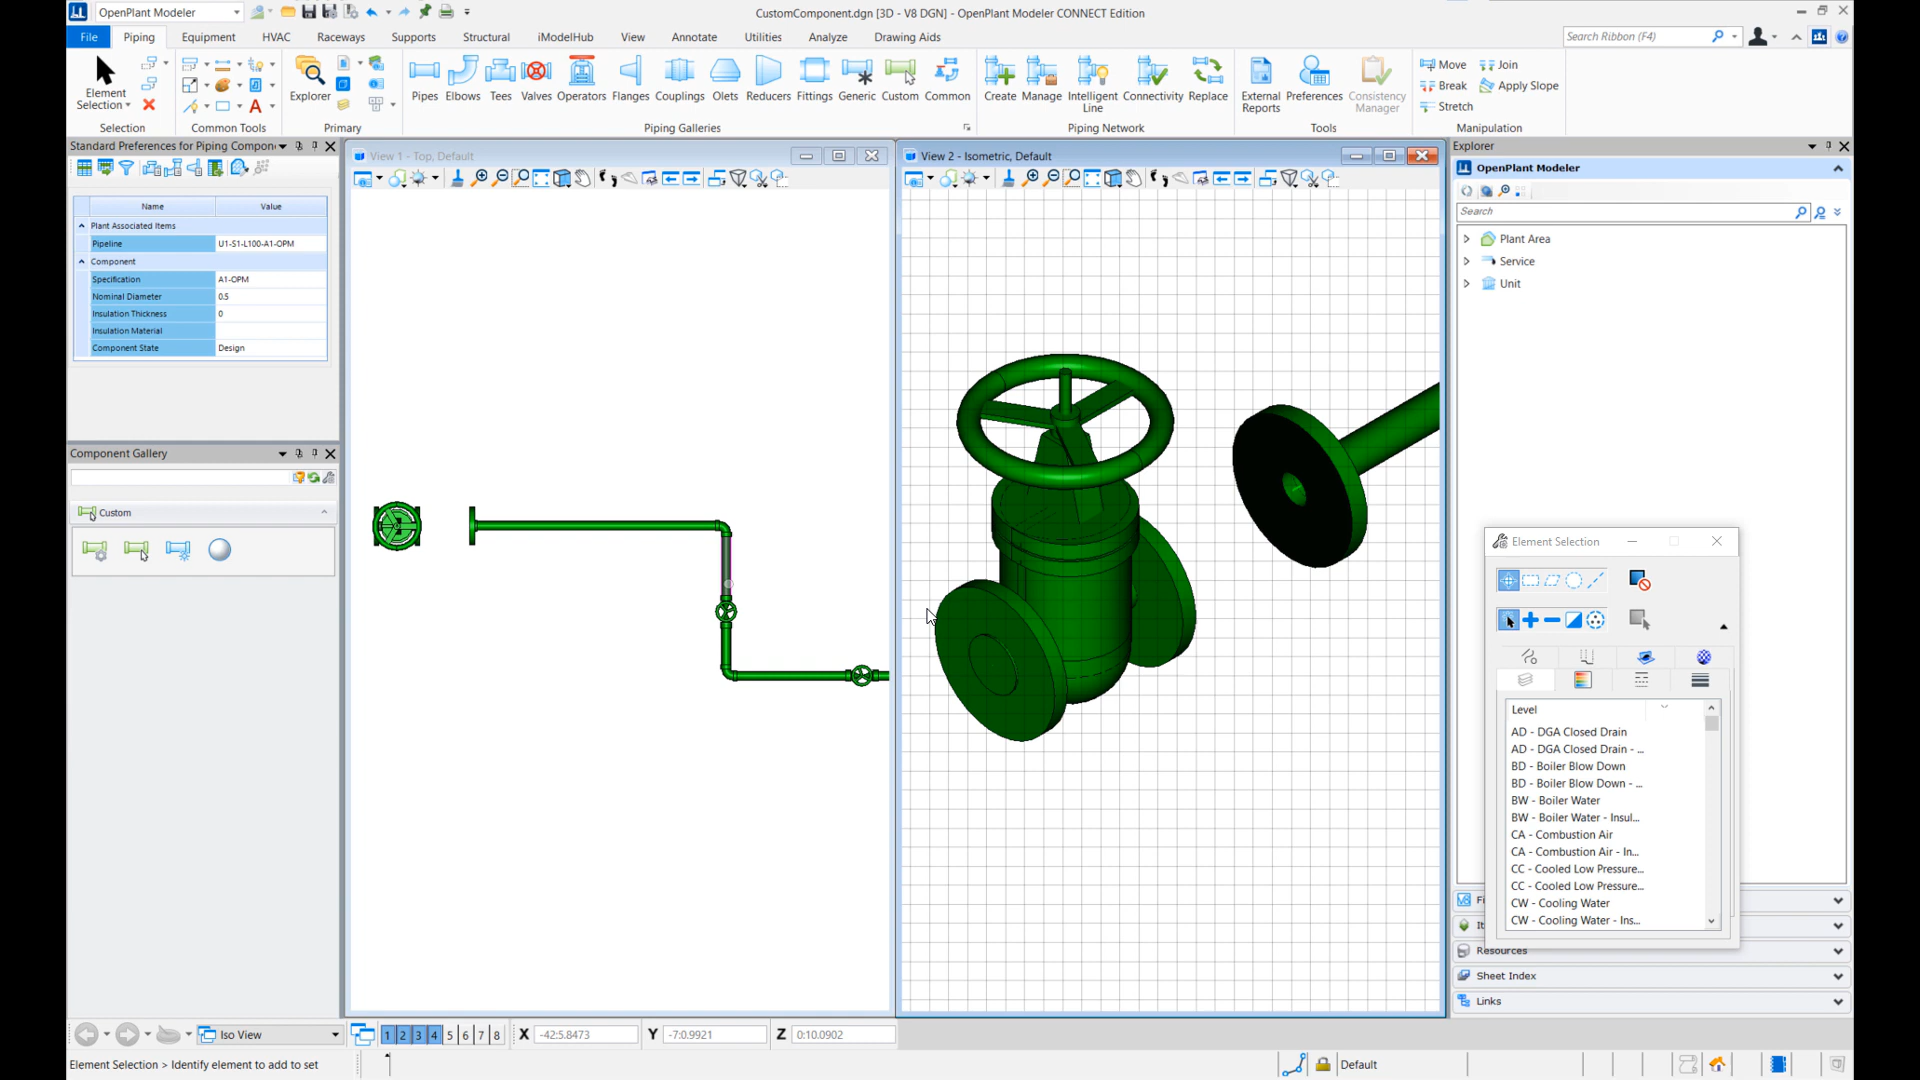 OpenPlant Modeler
CustomComponent.dgn [3D - V8 DGN] - OpenPlant Modeler CONNECT Edition
File Piping Equipment HVAC Raceways Supports Structural iModelHub View Annotate Utilities Analyze Drawing Aids
Search Ribbon (F4)
Element Selection
Explorer
Pipes Elbows Tees Valves Operators Flanges Couplings Olets Reducers Fittings Generic Custom Common
Create Manage Intelligent Line Connectivity Replace
External Reports Preferences Consistency Manager
Move Join
Break Apply Slope
Stretch
Selection Common Tools Primary Piping Galleries Piping Network Tools Manipulation
Standard Preferences for Piping Compon
Name Value
Plant Associated Items
Pipeline U1-S1-L100-A1-OPM
Component
Specification A1-OPM
Nominal Diameter 0.5
Insulation Thickness 0
Insulation Material
Component State Design
Component Gallery
Custom
View 1 - Top, Default
View 2 - Isometric, Default
Explorer
OpenPlant Modeler
Search
Plant Area
Service
Unit
Fi
It
Resources
Sheet Index
Links
Element Selection
Level
AD - DGA Closed Drain
AD - DGA Closed Drain - ...
BD - Boiler Blow Down
BD - Boiler Blow Down - ...
BW - Boiler Water
BW - Boiler Water - Insul...
CA - Combustion Air
CA - Combustion Air - In...
CC - Cooled Low Pressure...
CC - Cooled Low Pressure...
CW - Cooling Water
CW - Cooling Water - Ins...
Iso View
1 2 3 4 5 6 7 8
X -42:5.8473 Y -7:0.9921 Z 0:10.0902
Element Selection > Identify element to add to set
Default